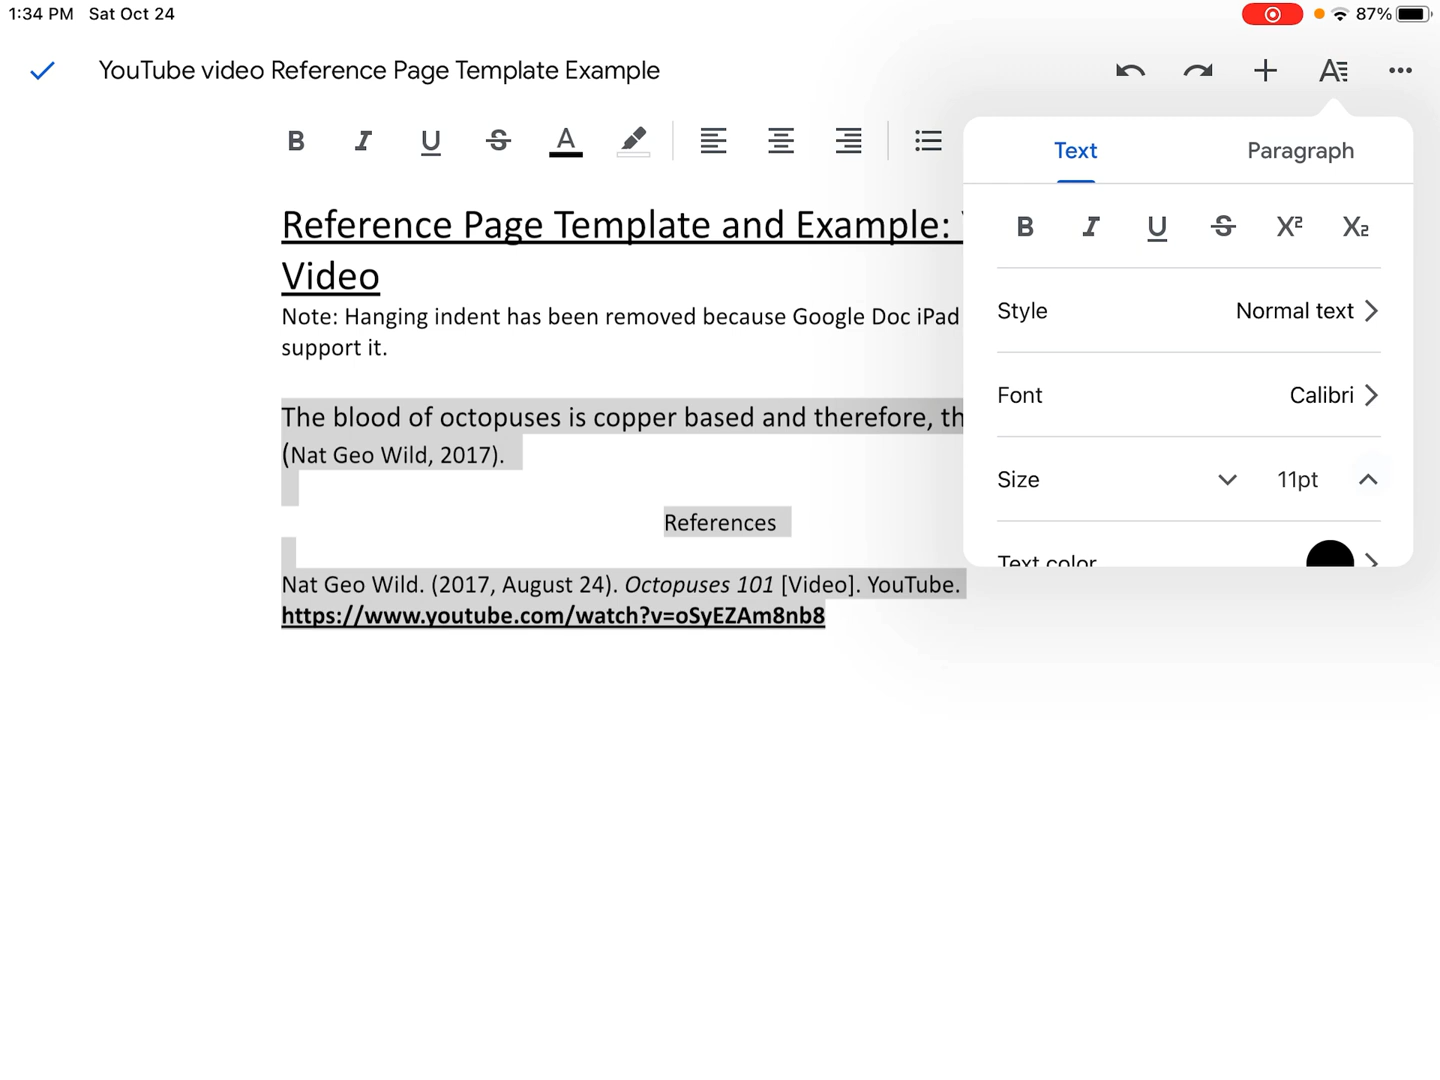 1:34 PM Sat Oct 24
87%
YouTube video Reference Page Template Example
B I U S A
Text Paragraph
B I U S X² X₂
Style Normal text
Font Calibri
Size 11pt
Text color
Reference Page Template and Example:
Video
Note: Hanging indent has been removed because Google Doc iPad
support it.
The blood of octopuses is copper based and therefore,
(Nat Geo Wild, 2017).
References
Nat Geo Wild. (2017, August 24). Octopuses 101 [Video]. YouTube.
https://www.youtube.com/watch?v=oSyEZAm8nb8